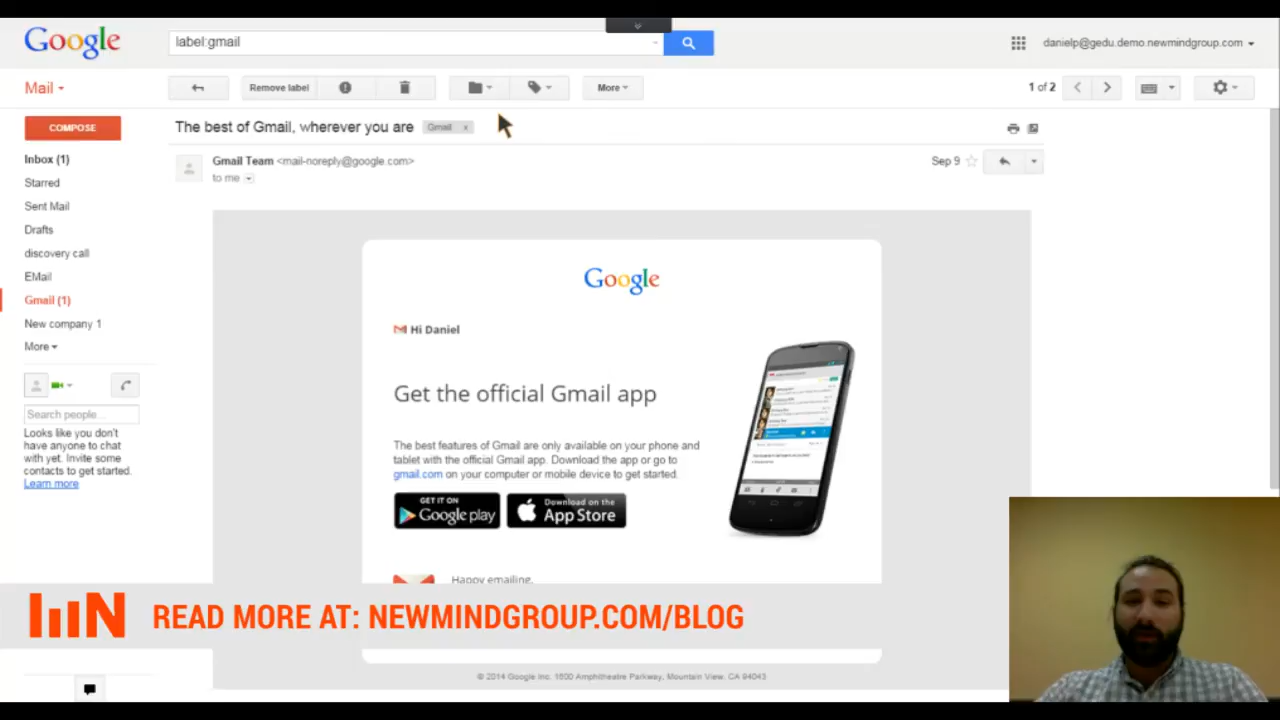 Google
label:gmail
danielp@gedu.demo.newmindgroup.com
Mail
Remove label
More
1 of 2
COMPOSE
The best of Gmail, wherever you are
Gmail x
Inbox (1)
Gmail Team <mail-noreply@google.com>
Sep 9
to me
Starred
Sent Mail
Drafts
discovery call
EMail
Gmail (1)
New company 1
More
Search people...
Looks like you don't
have anyone to chat
with yet. Invite some
contacts to get started.
Learn more
Google
Hi Daniel
Get the official Gmail app
The best features of Gmail are only available on your phone and
tablet with the official Gmail app. Download the app or go to
gmail.com on your computer or mobile device to get started.
GET IT ON
Google play
Download on the
App Store
Happy emailing,
READ MORE AT: NEWMINDGROUP.COM/BLOG
© 2014 Google Inc. 1600 Amphitheatre Parkway, Mountain View, CA 94043